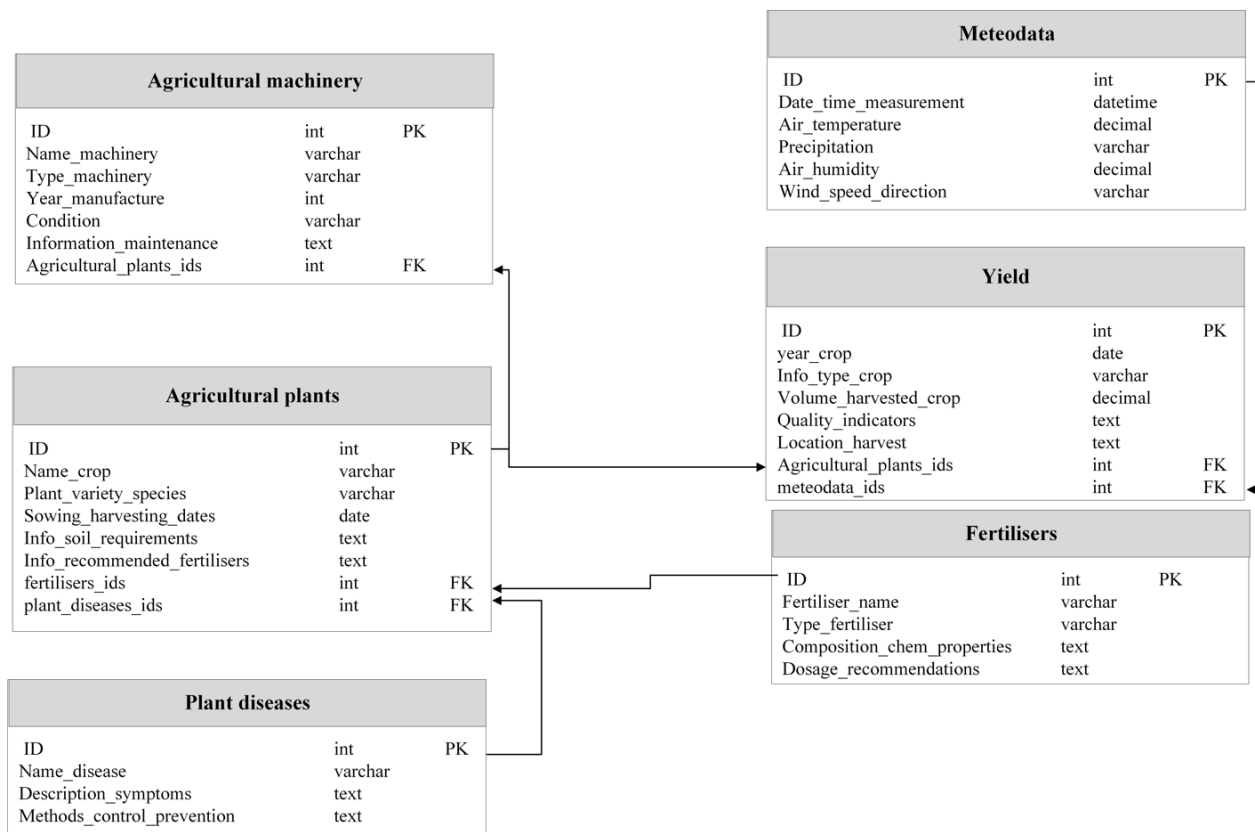 Agricultural machinery
ID int PK
Name_machinery varchar
Type_machinery varchar
Year_manufacture int
Condition varchar
Information_maintenance text
Agricultural_plants_ids int FK
Agricultural plants
ID int PK
Name_crop varchar
Plant_variety_species varchar
Sowing_harvesting_dates date
Info_soil_requirements text
Info_recommended_fertilisers text
fertilisers_ids int FK
plant_diseases_ids int FK
Plant diseases
ID int PK
Name_disease varchar
Description_symptoms text
Methods_control_prevention text
Meteodata
ID int PK
Date_time_measurement datetime
Air_temperature decimal
Precipitation varchar
Air_humidity decimal
Wind_speed_direction varchar
Yield
ID int PK
year_crop date
Info_type_crop varchar
Volume_harvested_crop decimal
Quality_indicators text
Location_harvest text
Agricultural_plants_ids int FK
meteodata_ids int FK
Fertilisers
ID int PK
Fertiliser_name varchar
Type_fertiliser varchar
Composition_chem_properties text
Dosage_recommendations text